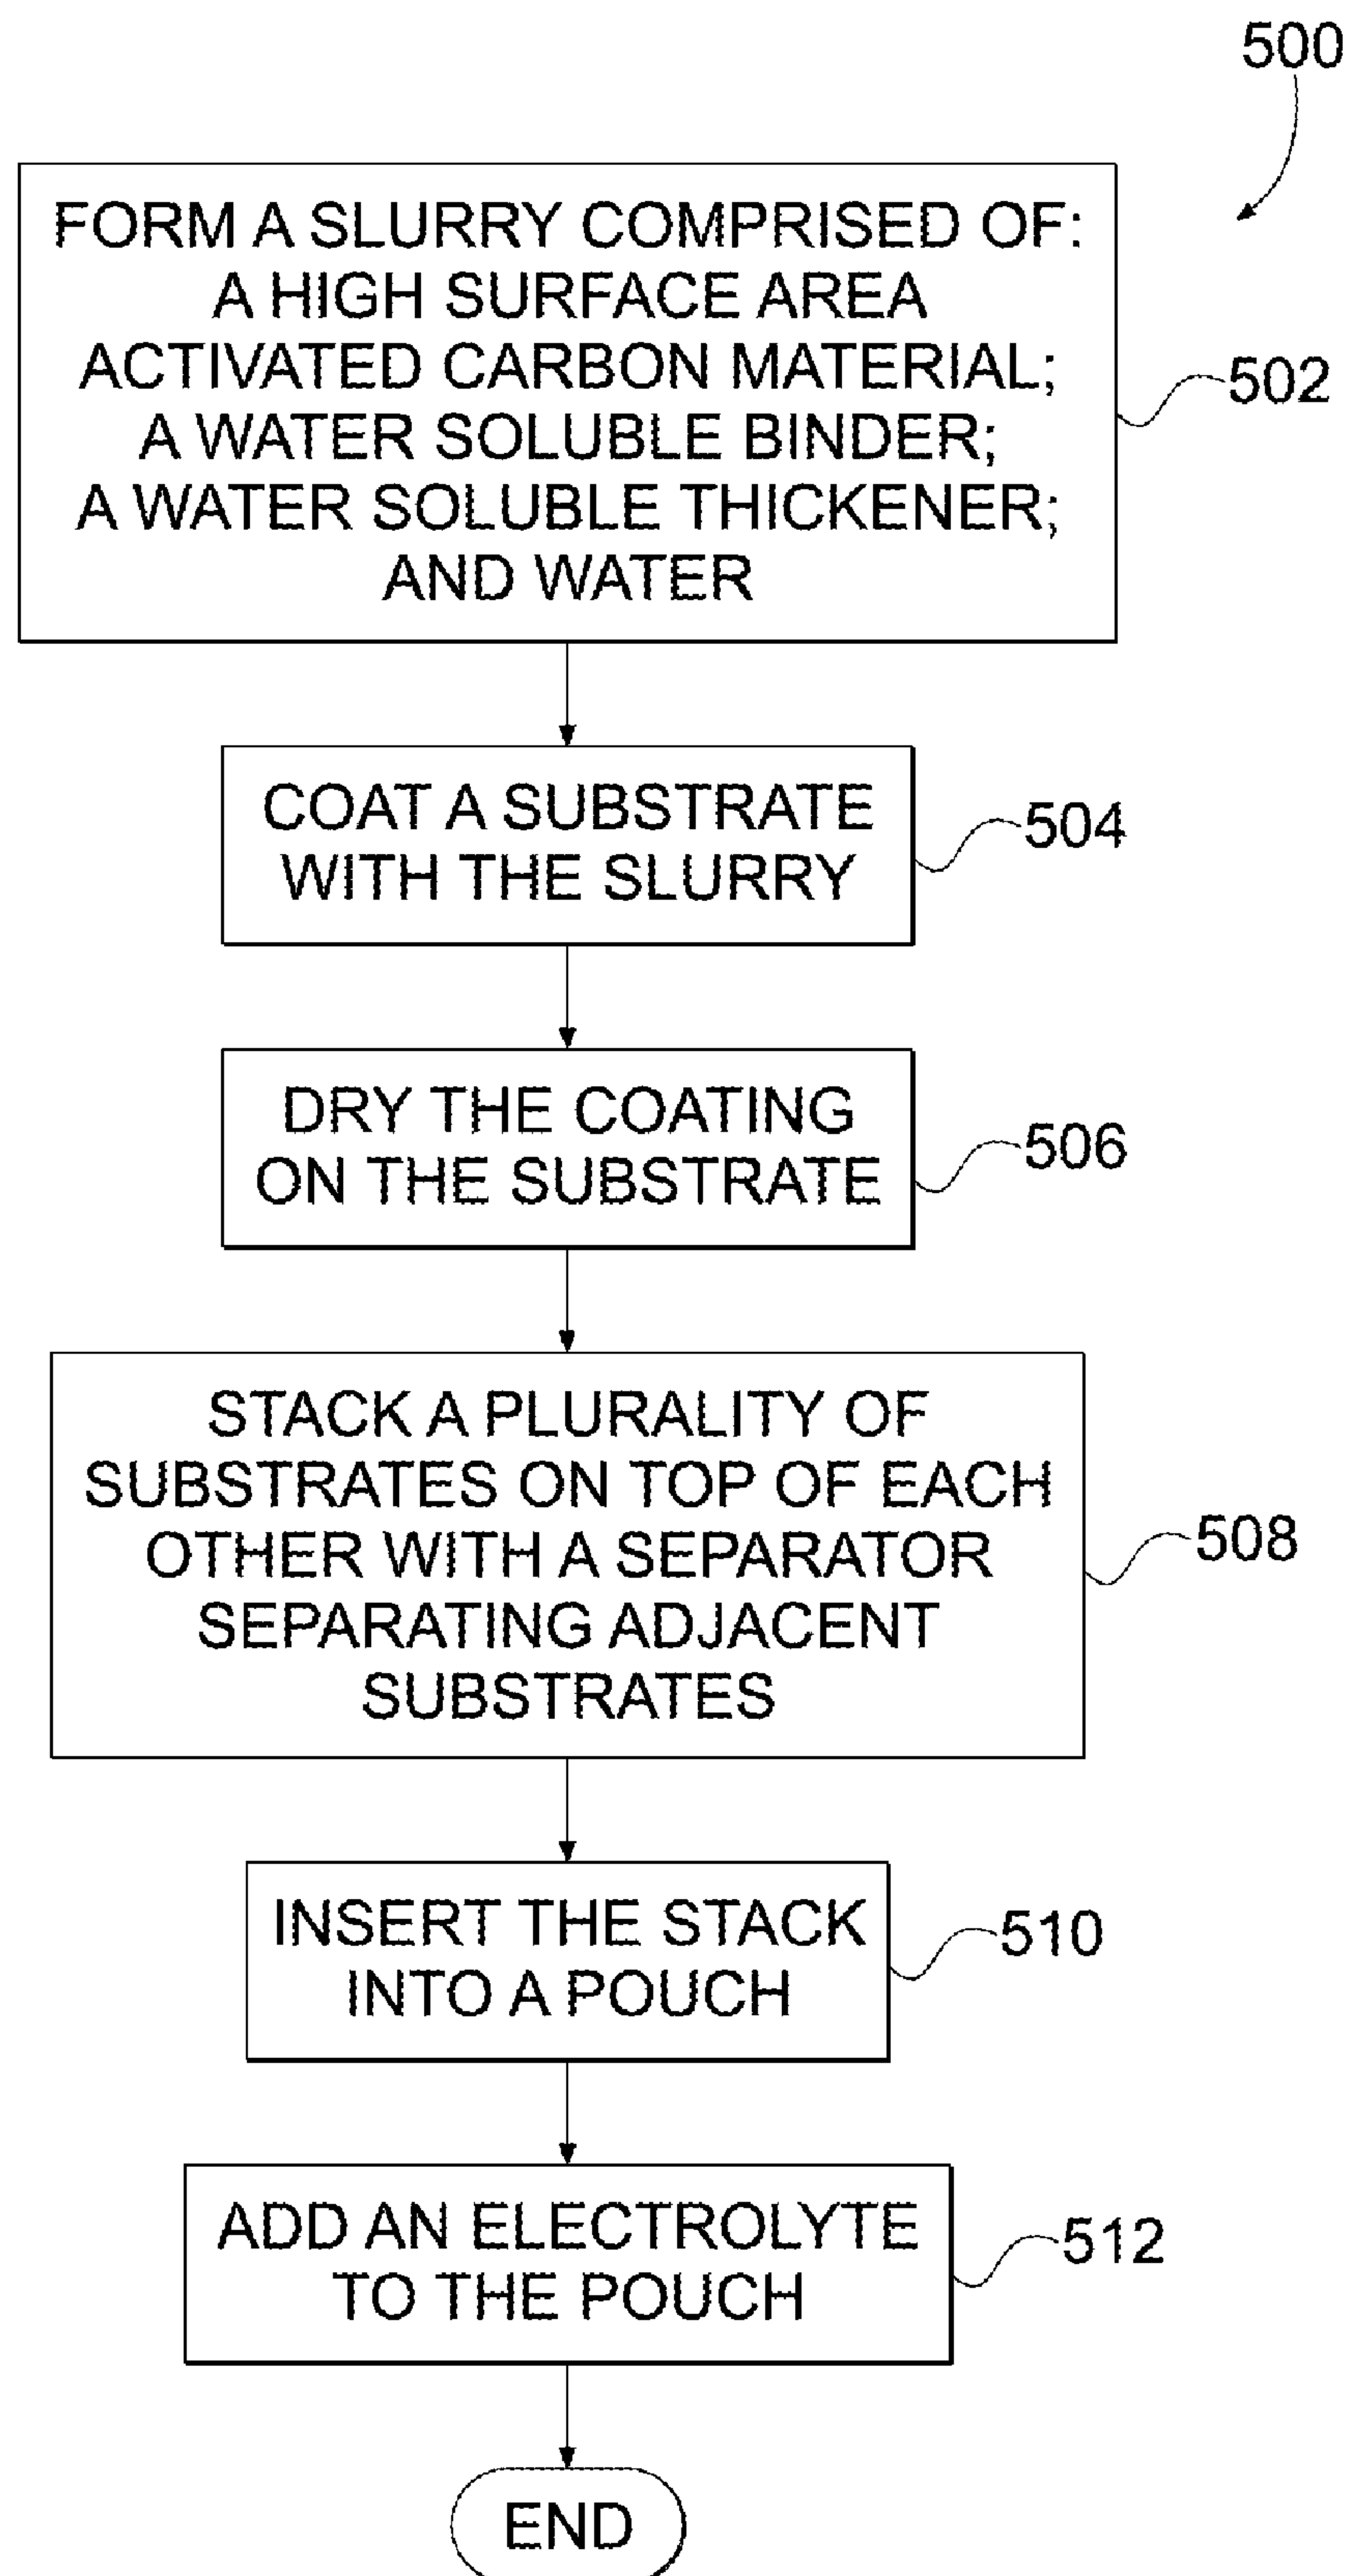 500
FORM A SLURRY COMPRISED OF:
A HIGH SURFACE AREA
ACTIVATED CARBON MATERIAL;
A WATER SOLUBLE BINDER;
A WATER SOLUBLE THICKENER;
AND WATER
502
COAT A SUBSTRATE
WITH THE SLURRY
504
DRY THE COATING
ON THE SUBSTRATE
506
STACK A PLURALITY OF
SUBSTRATES ON TOP OF EACH
OTHER WITH A SEPARATOR
SEPARATING ADJACENT
SUBSTRATES
508
INSERT THE STACK
INTO A POUCH
510
ADD AN ELECTROLYTE
TO THE POUCH
512
END